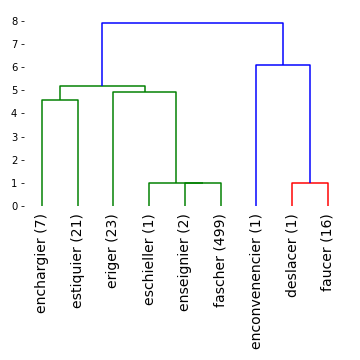 8
7
6
5
4
3
2
1
0
enchargier (7)
estiquier (21)
eriger (23)
eschieller (1)
enseignier (2)
fascher (499)
enconvenencier (1)
deslacer (1)
faucer (16)